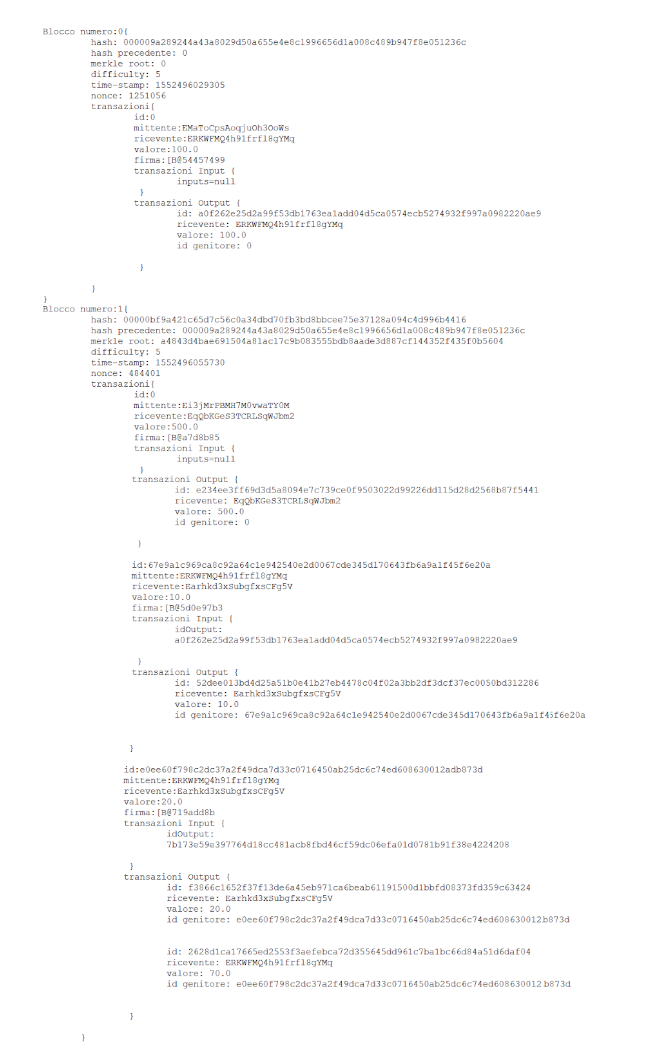 Blocco numero:0{
hash: 000009a289244a43a8029d50a655e4e8c1996656d1a008c489b947f8e051236c
hash precedente: 0
merkle root: 0
difficulty: 5
time-stamp: 1552496029305
nonce: 1251056
transazioni{
id:0
mittente:EMaToCpsAoqjuOh3OoWs
ricevente:ERKWFMQ4h91frfl8gYMq
valore:100.0
firma:[B@54457499
transazioni Input {
inputs=null
}
transazioni Output {
id: a0f262e25d2a99f53db1763ea1add04d5ca0574ecb5274932f997a0982220ae9
ricevente: ERKWFMQ4h91frfl8gYMq
valore: 100.0
id genitore: 0
}
}
}
Blocco numero:1{
hash: 00000bf9a421c65d7c56c0a34dbd70fb3bd8bbcee75e37128a094c4d996b4416
hash precedente: 000009a289244a43a8029d50a655e4e8c1996656d1a008c489b947f8e051236c
merkle root: a4843d4bae691504a81ac17c9b083555bdb8aade3d887cf144352f435f0b5604
difficulty: 5
time-stamp: 1552496055730
nonce: 484401
transazioni{
id:0
mittente:Ei3jMrPBMH7M0vwaTY0M
ricevente:EqQbKGeS3TCRLSqWJbm2
valore:500.0
firma:[B@a7d8b85
transazioni Input {
inputs=null
}
transazioni Output {
id: e234ee3ff69d3d5a8094e7c739ce0f9503022d99226dd115d28d2568b87f5441
ricevente: EqQbKGeS3TCRLSqWJbm2
valore: 500.0
id genitore: 0
}
id:67e9a1c969ca8c92a64c1e942540e2d0067cde345d170643fb6a9a1f45f6e20a
mittente:ERKWFMQ4h91frfl8gYMq
ricevente:Earhkd3xSubgfxsCFg5V
valore:10.0
firma:[B@5d0e97b3
transazioni Input {
idOutput:
a0f262e25d2a99f53db1763ea1add04d5ca0574ecb5274932f997a0982220ae9
}
transazioni Output {
id: 52dee013bd4d25a51b0e41b27eb4478c04f02a3bb2df3dcf37ec0050bd312286
ricevente: Earhkd3xSubgfxsCFg5V
valore: 10.0
id genitore: 67e9a1c969ca8c92a64c1e942540e2d0067cde345d170643fb6a9a1f45f6e20a
}
id:e0ee60f798c2dc37a2f49dca7d33c0716450ab25dc6c74ed608630012adb873d
mittente:ERKWFMQ4h91frfl8gYMq
ricevente:Earhkd3xSubgfxsCFg5V
valore:20.0
firma:[B@719add8b
transazioni Input {
idOutput:
7b173e59e397764d18cc481acb8fbd46cf59dc06efa01d0781b91f38e4224208
}
transazioni Output {
id: f3866c1652f37f13de6a45eb971ca6beab61191500d1bbfd08373fd359c63424
ricevente: Earhkd3xSubgfxsCFg5V
valore: 20.0
id genitore: e0ee60f798c2dc37a2f49dca7d33c0716450ab25dc6c74ed608630012b873d
id: 2628d1ca17665ed2553f3aefebca72d355645dd961c7ba1bc66d84a51d6daf04
ricevente: ERKWFMQ4h91frfl8gYMq
valore: 70.0
id genitore: e0ee60f798c2dc37a2f49dca7d33c0716450ab25dc6c74ed608630012b873d
}
}